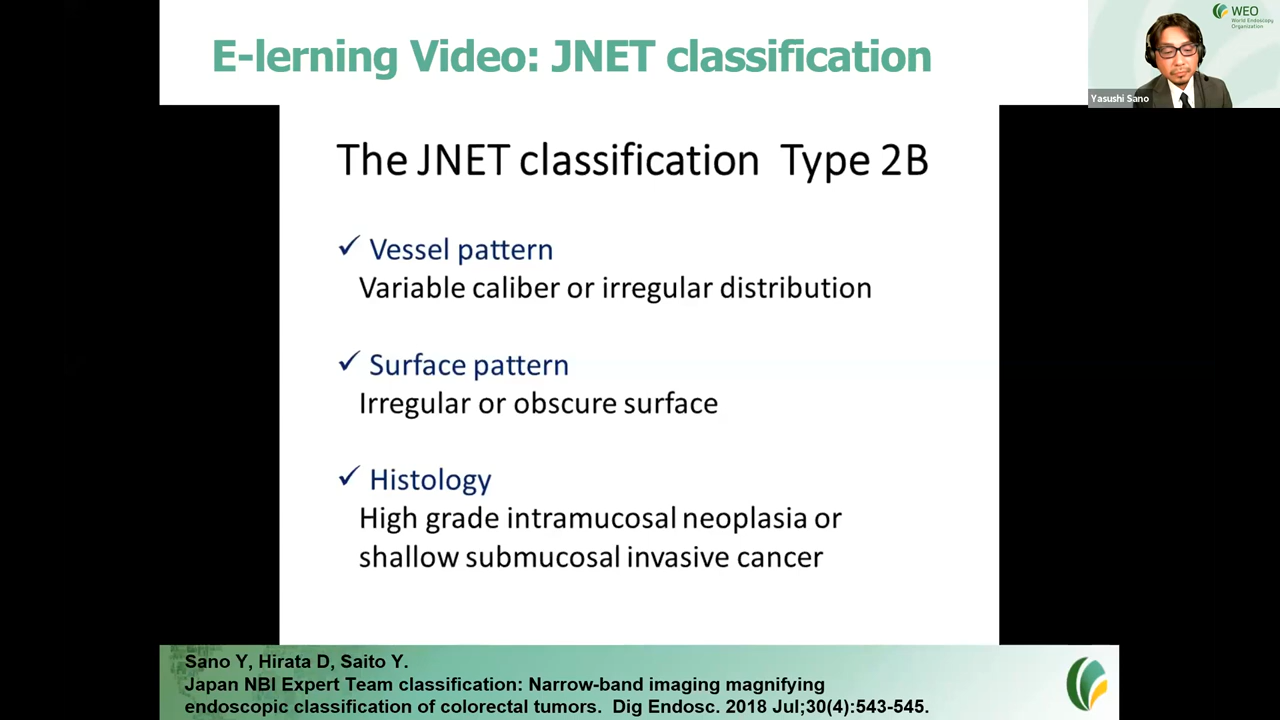 E-lerning Video: JNET classification
WEO
World Endoscopy
Organization
Yasushi Sano
The JNET classification Type 2B
✓ Vessel pattern
Variable caliber or irregular distribution
✓ Surface pattern
Irregular or obscure surface
✓ Histology
High grade intramucosal neoplasia or
shallow submucosal invasive cancer
Sano Y, Hirata D, Saito Y.
Japan NBI Expert Team classification: Narrow-band imaging magnifying
endoscopic classification of colorectal tumors. Dig Endosc. 2018 Jul;30(4):543-545.